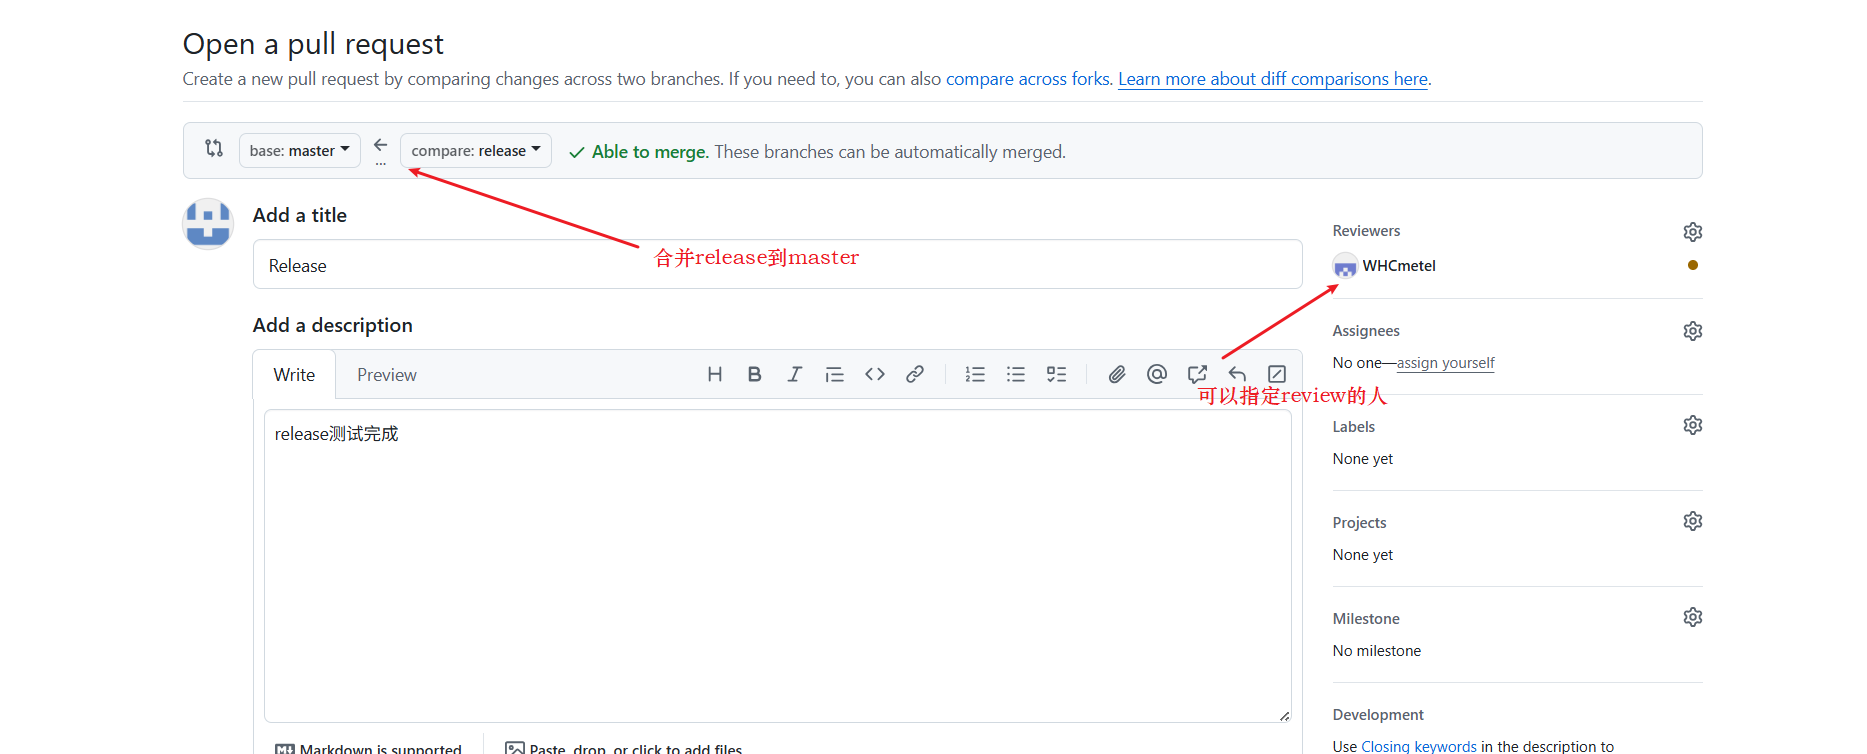 Open a pull request
Create a new pull request by comparing changes across two branches. If you need to, you can also compare across forks. Learn more about diff comparisons here.
base: master
...
compare: release
Able to merge. These branches can be automatically merged.
Add a title
合并release到master
Release
Add a description
Write
Preview
可以指定review的人
release测试完成
Markdown is supported
Paste, drop, or click to add files
Reviewers
WHCmetel
Assignees
No one—assign yourself
Labels
None yet
Projects
None yet
Milestone
No milestone
Development
Use Closing keywords in the description to